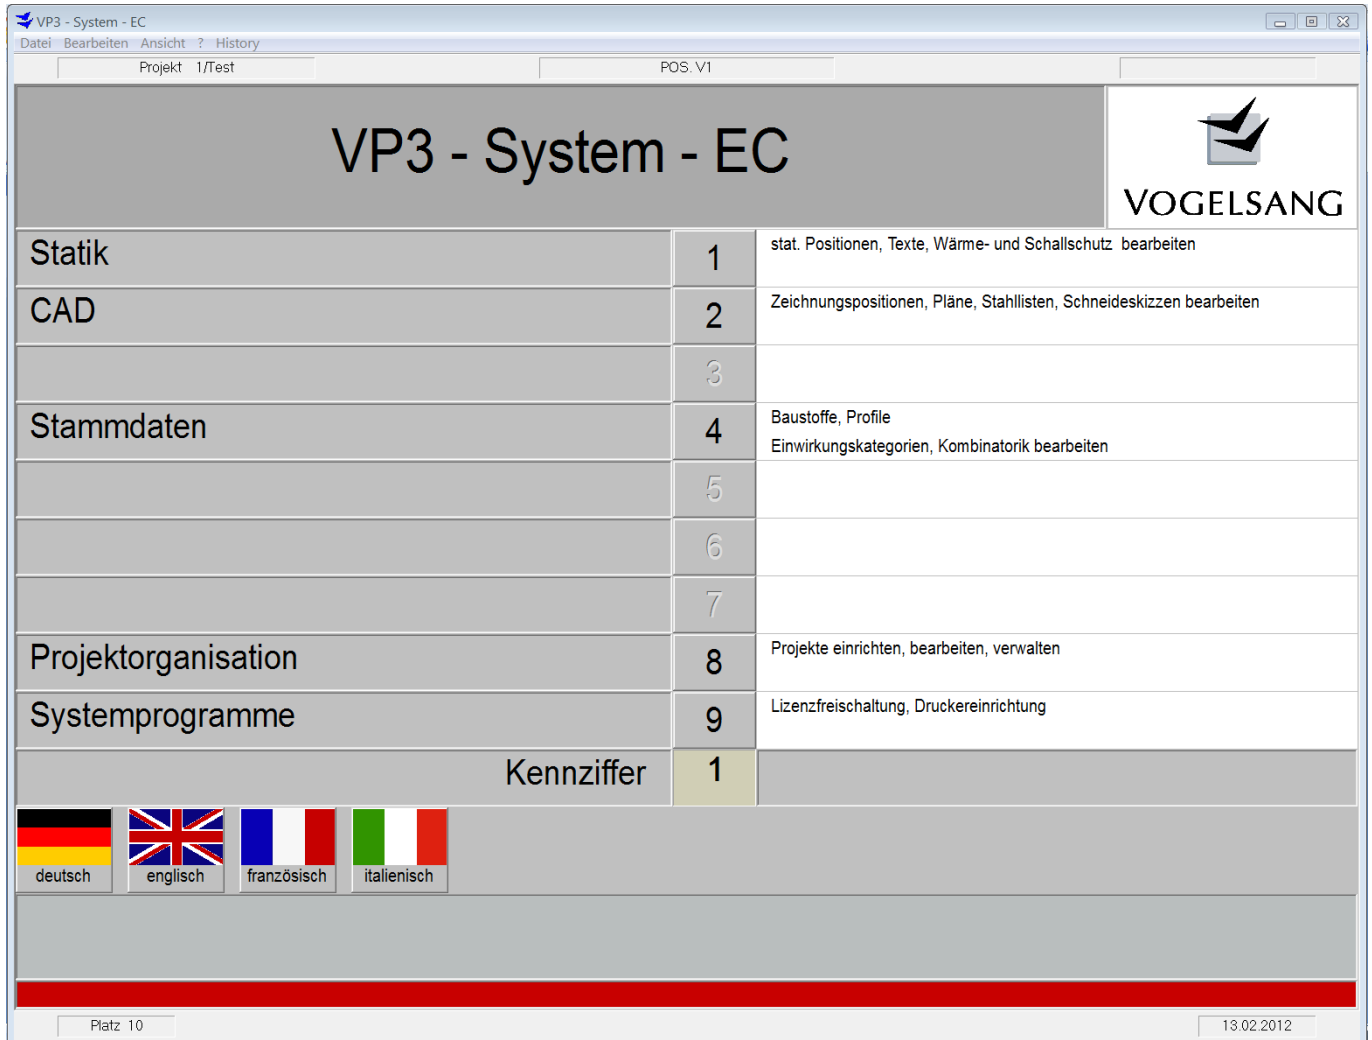 VP3 - System - EC
Datei Bearbeiten Ansicht ? History
Projekt 1/Test POS. V1
VP3 - System - EC
VOGELSANG
Statik 1 stat. Positionen, Texte, Wärme- und Schallschutz bearbeiten
CAD 2 Zeichnungspositionen, Pläne, Stahllisten, Schneideskizzen bearbeiten
3
Stammdaten 4 Baustoffe, Profile
Einwirkungskategorien, Kombinatorik bearbeiten
5
6
7
Projektorganisation 8 Projekte einrichten, bearbeiten, verwalten
Systemprogramme 9 Lizenzfreischaltung, Druckereinrichtung
Kennziffer 1
deutsch englisch französisch italienisch
Platz 10 13.02.2012